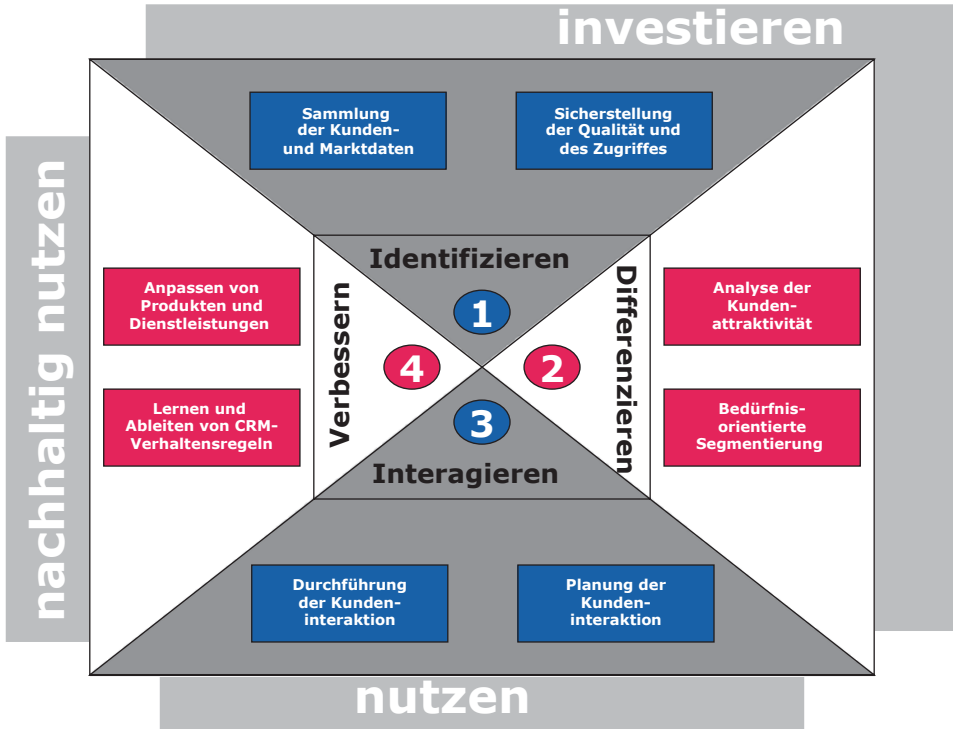 investieren
Sammlung
der Kunden-
und Marktdaten
Sicherstellung
der Qualität und
des Zugriffes
nachhaltig nutzen
Identifizieren
1
Anpassen von
Produkten und
Dienstleistungen
Lernen und
Ableiten von CRM-
Verhaltensregeln
Verbessern
4
2
Differenzieren
Analyse der
Kunden-
attraktivität
Bedürfnis-
orientierte
Segmentierung
3
Interagieren
Durchführung
der Kunden-
interaktion
Planung der
Kunden-
interaktion
nutzen